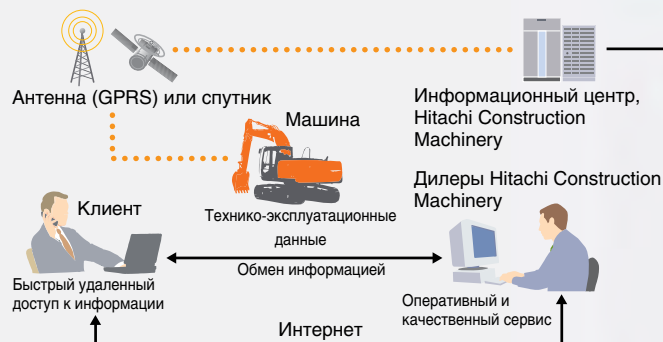 Антенна (GPRS) или спутник
Информационный центр,
Hitachi Construction
Machinery
Машина
Дилеры Hitachi Construction
Machinery
Клиент
Технико-эксплуатационные
данные
Обмен информацией
Быстрый удаленный
доступ к информации
Оперативный и
качественный сервис
Интернет